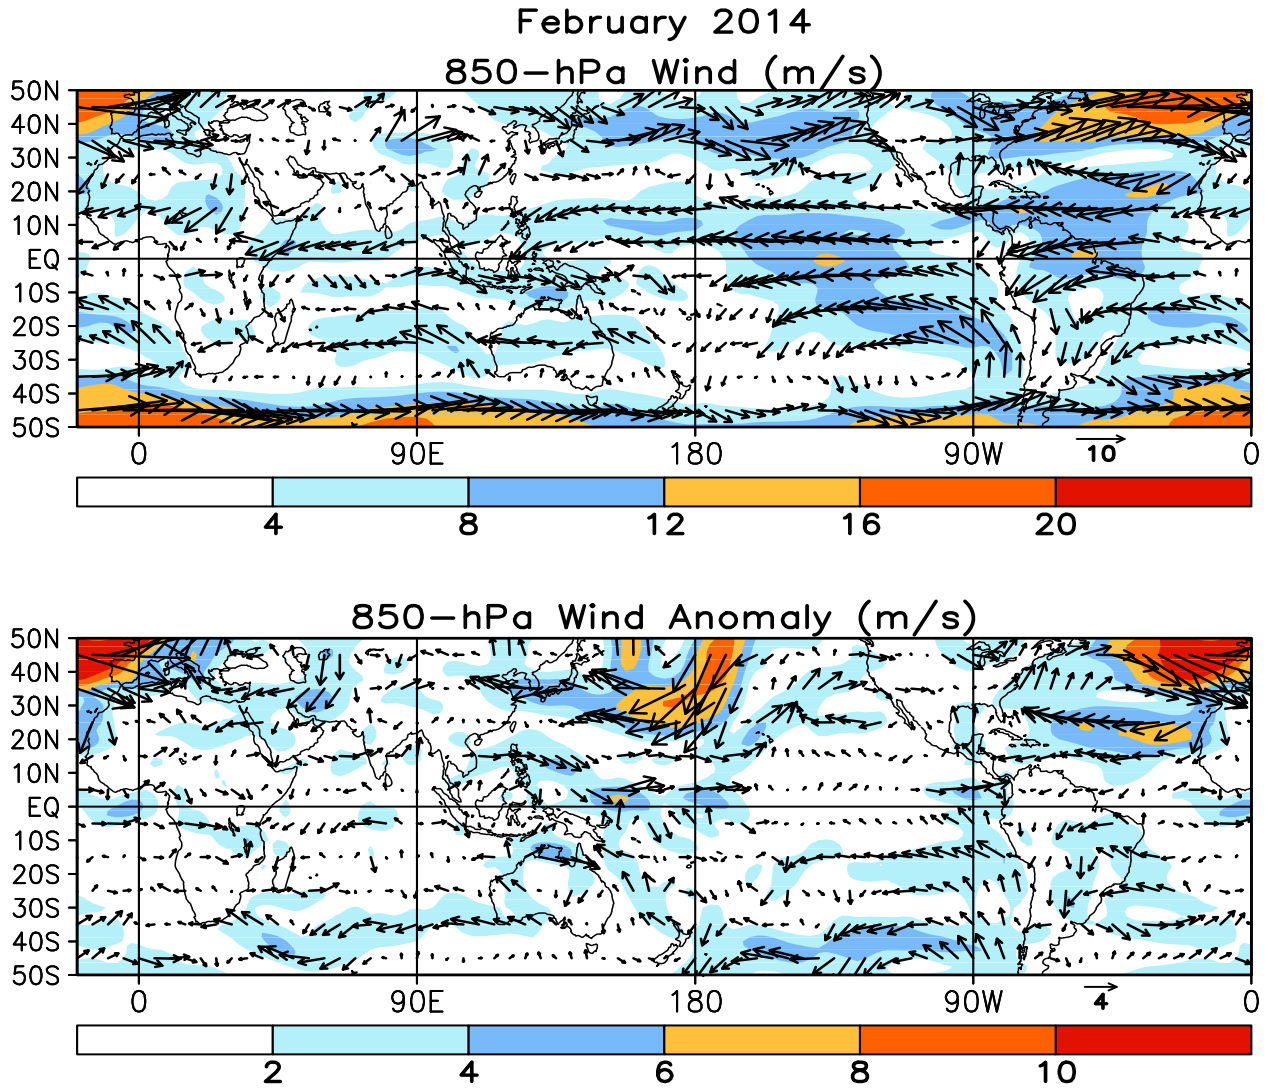 February 2014
850-hPa Wind (m/s)
50N
40N
30N
20N
10N
EQ
10S
20S
30S
40S
50S
0 90E 180 90W 0
10
4 8 12 16 20
850-hPa Wind Anomaly (m/s)
50N
40N
30N
20N
10N
EQ
10S
20S
30S
40S
50S
0 90E 180 90W 0
4
2 4 6 8 10